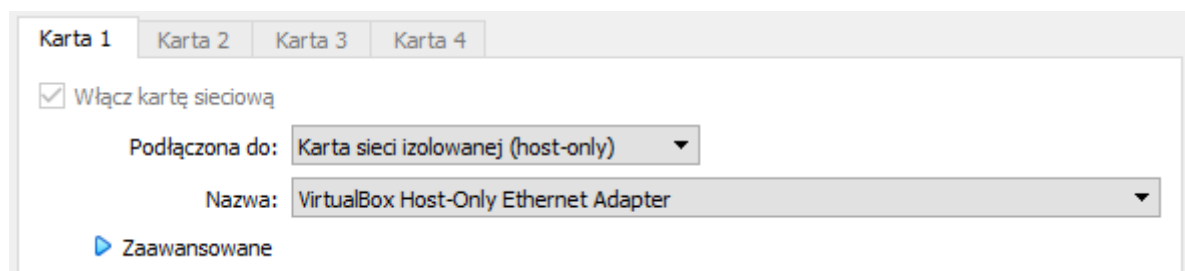 Karta 1 Karta 2 Karta 3 Karta 4
Włącz kartę sieciową
Podłączona do: Karta sieci izolowanej (host-only)
Nazwa: VirtualBox Host-Only Ethernet Adapter
Zaawansowane